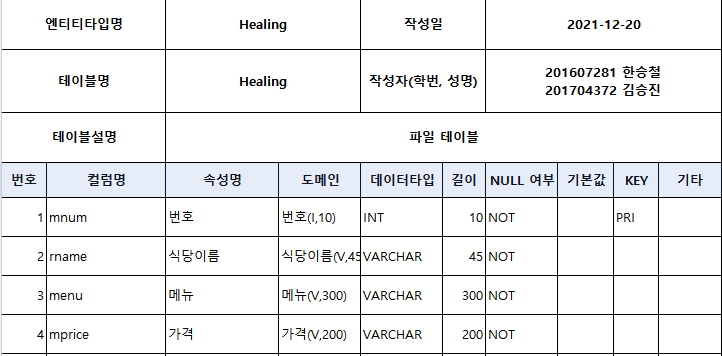 엔티티타입명 Healing 작성일 2021-12-20
테이블명 Healing 작성자(학번, 성명) 201607281 한승철
201704372 김승진
테이블설명 파일 테이블
번호 컬럼명 속성명 도메인 데이터타입 길이 NULL 여부 기본값 KEY 기타
1 mnum 번호 번호(I,10) INT 10 NOT PRI
2 rname 식당이름 식당이름(V,45 VARCHAR 45 NOT
3 menu 메뉴 메뉴(V,300) VARCHAR 300 NOT
4 mprice 가격 가격(V,200) VARCHAR 200 NOT